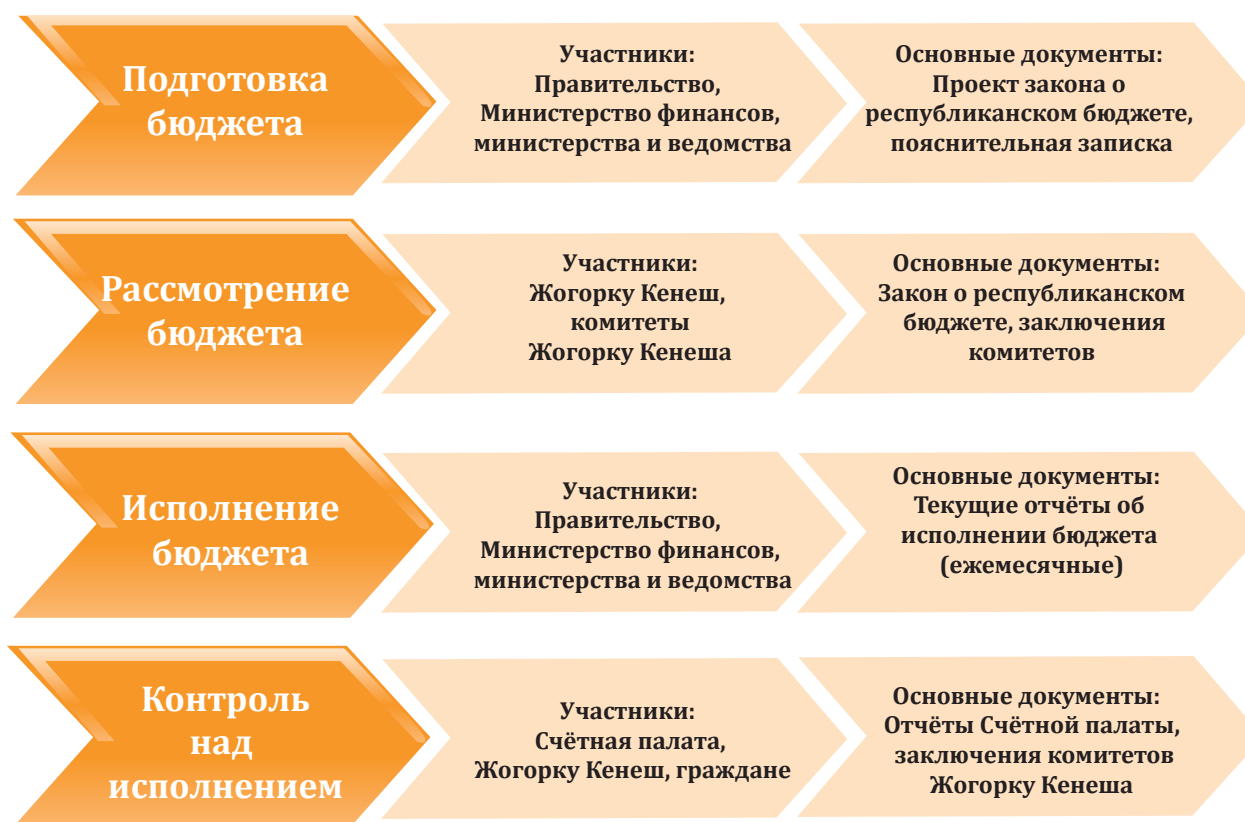 Подготовка
бюджета
Участники:
Правительство,
Министерство финансов,
министерства и ведомства
Основные документы:
Проект закона о
республиканском бюджете,
пояснительная записка
Рассмотрение
бюджета
Участники:
Жогорку Кенеш,
комитеты
Жогорку Кенеша
Основные документы:
Закон о республиканском
бюджете, заключения
комитетов
Исполнение
бюджета
Участники:
Правительство,
Министерство финансов,
министерства и ведомства
Основные документы:
Текущие отчёты об
исполнении бюджета
(ежемесячные)
Контроль
над
исполнением
Участники:
Счётная палата,
Жогорку Кенеш, граждане
Основные документы:
Отчёты Счётной палаты,
заключения комитетов
Жогорку Кенеша